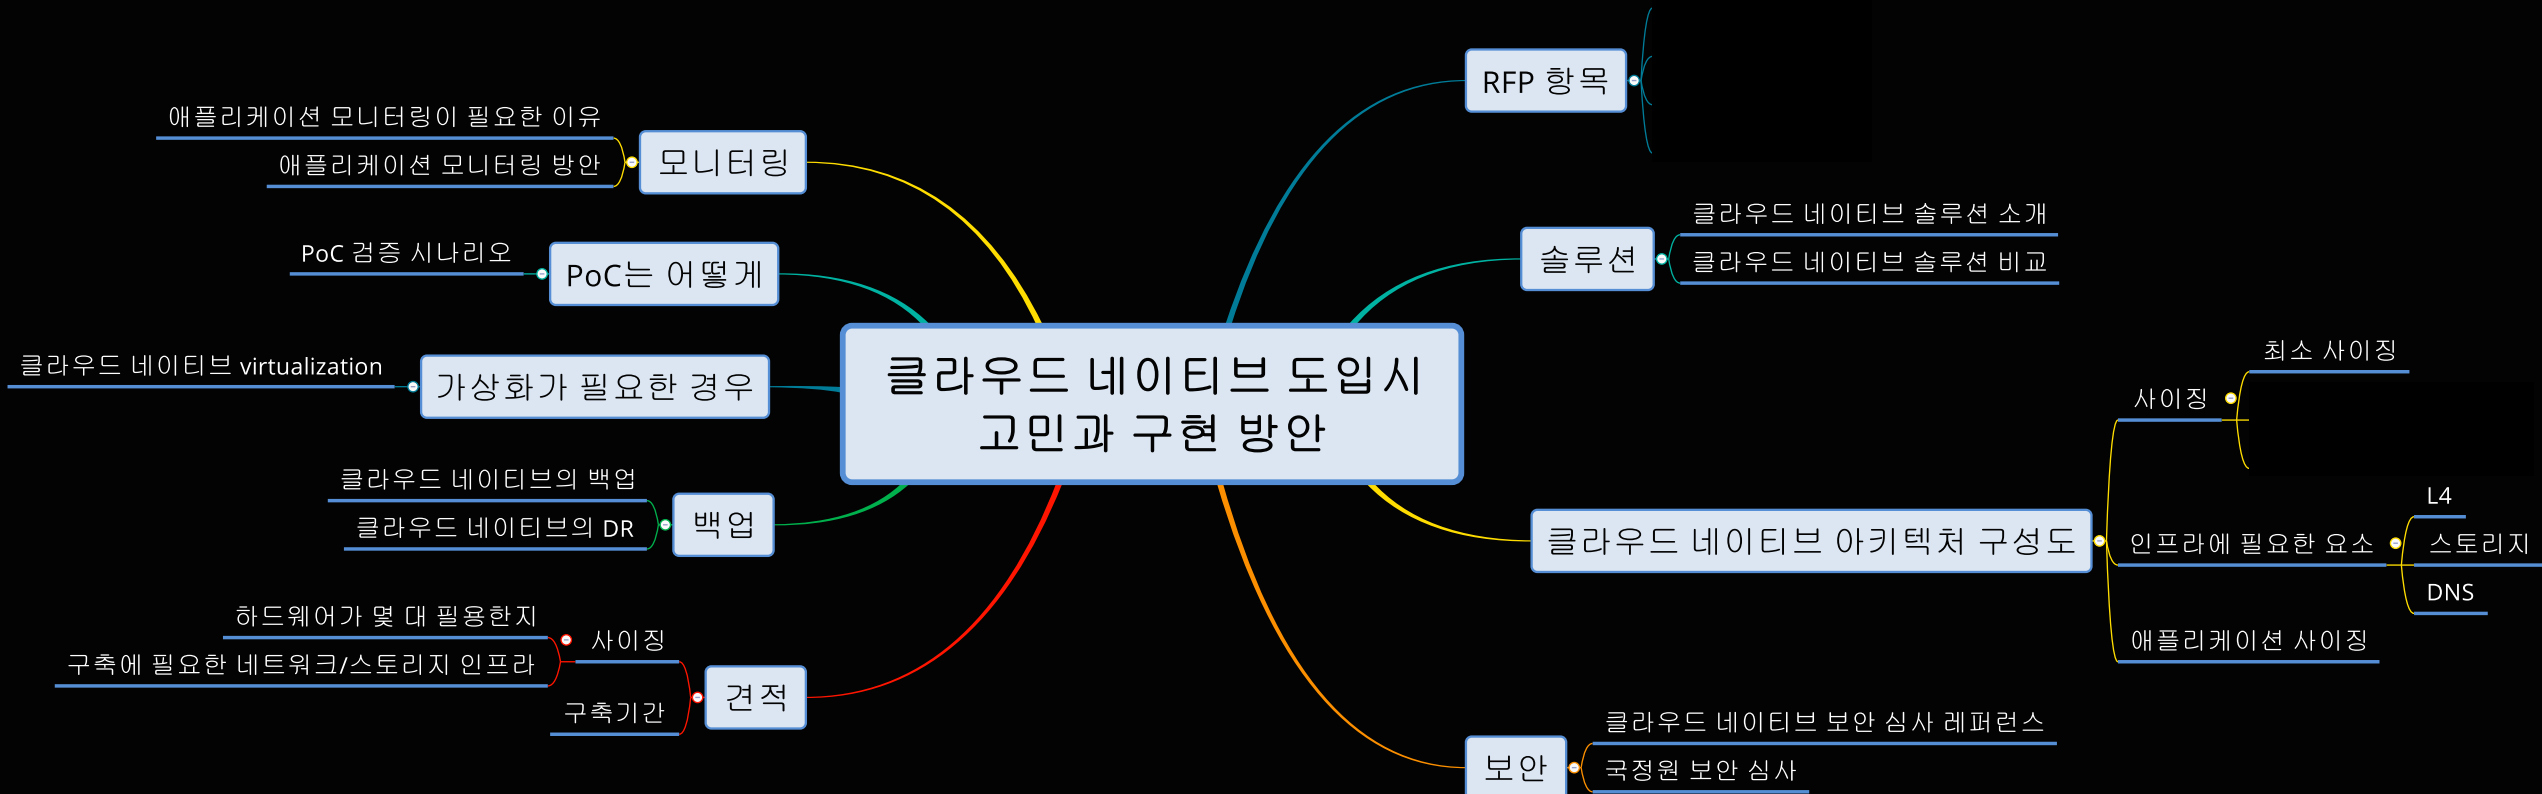 클라우드 네이티브 도입시
고민과 구현 방안
RFP 항목
솔루션
클라우드 네이티브 솔루션 소개
클라우드 네이티브 솔루션 비교
클라우드 네이티브 아키텍처 구성도
사이징
최소 사이징
인프라에 필요한 요소
L4
스토리지
DNS
애플리케이션 사이징
보안
클라우드 네이티브 보안 심사 레퍼런스
국정원 보안 심사
모니터링
애플리케이션 모니터링이 필요한 이유
애플리케이션 모니터링 방안
PoC는 어떻게
PoC 검증 시나리오
가상화가 필요한 경우
클라우드 네이티브 virtualization
백업
클라우드 네이티브의 백업
클라우드 네이티브의 DR
견적
사이징
하드웨어가 몇 대 필용한지
구축에 필요한 네트워크/스토리지 인프라
구축기간